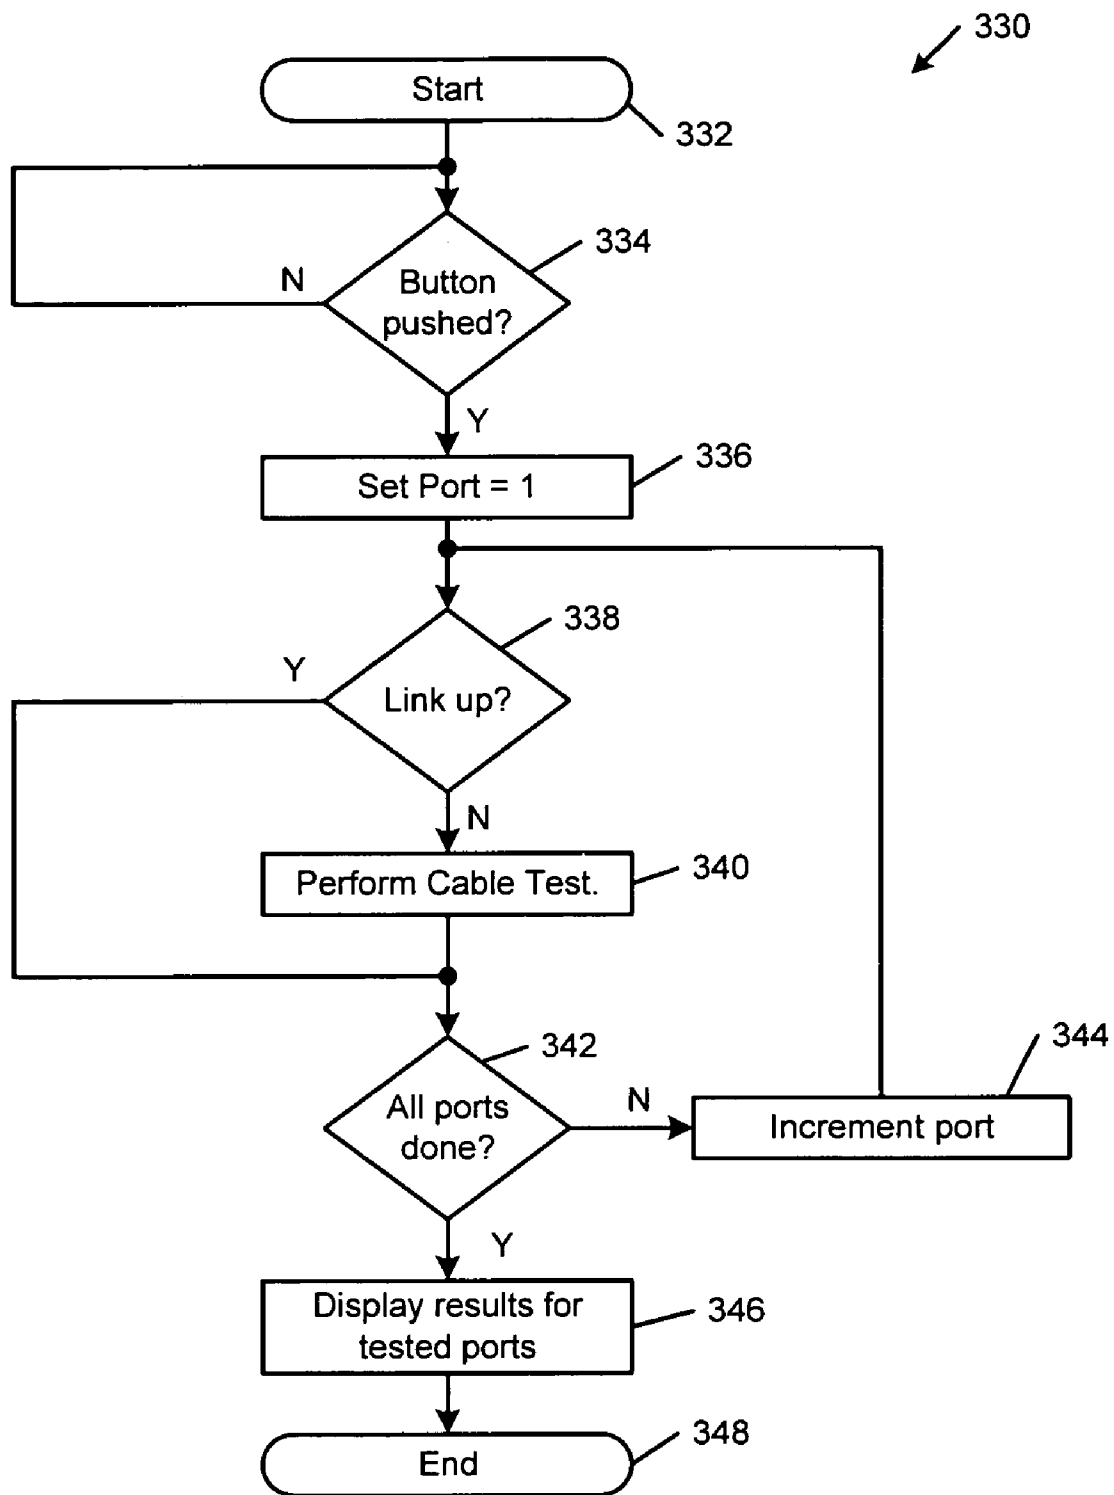 330
Start
332
334
N
Button
pushed?
Y
336
Set Port = 1
338
Y
Link up?
N
340
Perform Cable Test.
342
344
All ports
done?
N
Increment port
Y
Display results for
tested ports
346
348
End